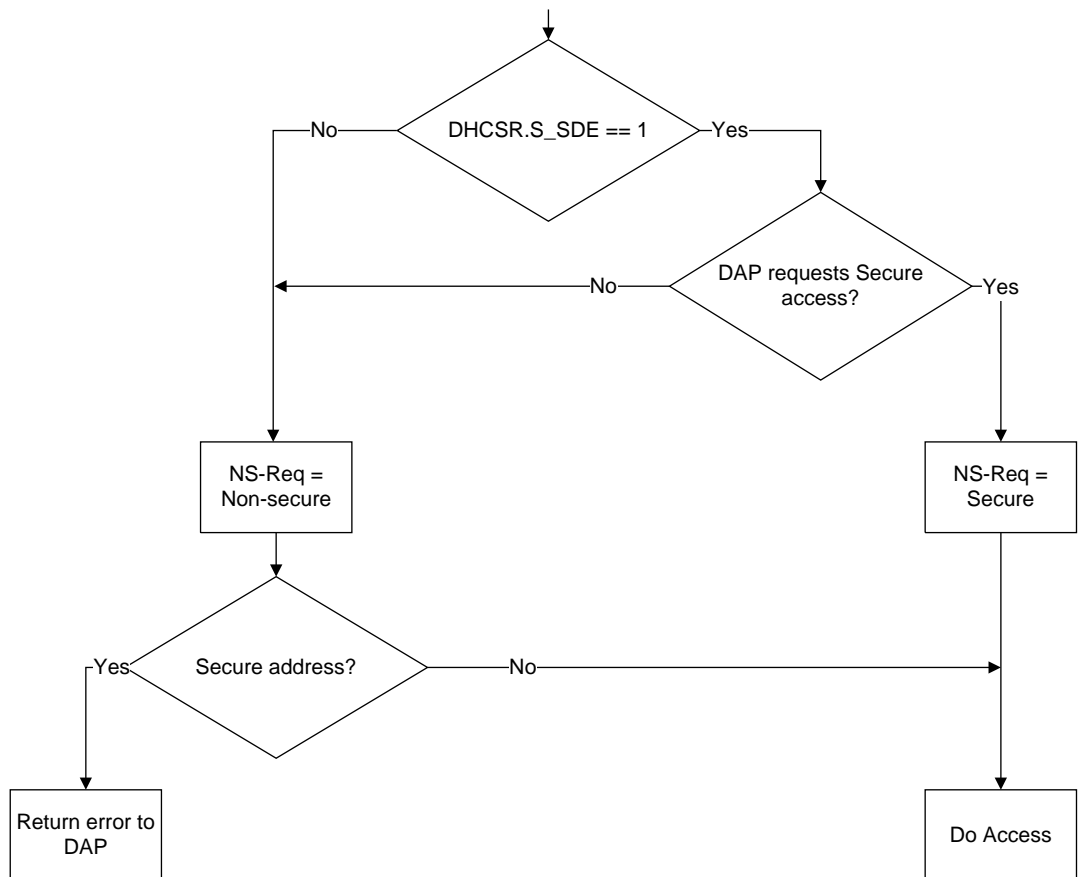 DHCSR.S_SDE == 1
No
Yes
DAP requests Secure
access?
No
Yes
NS-Req =
Non-secure
NS-Req =
Secure
Secure address?
Yes
No
Return error to
DAP
Do Access